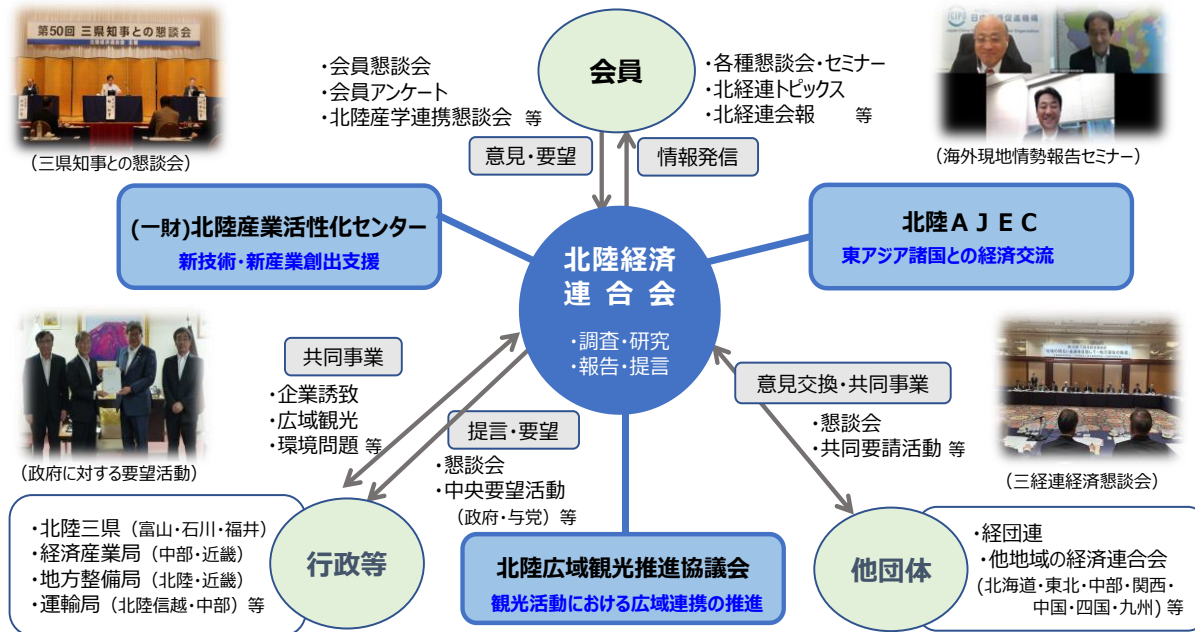 第50回 三県知事との懇談会
(三県知事との懇談会)
・会員懇談会
・会員アンケート
・北陸産学連携懇談会 等
会員
・各種懇談会・セミナー
・北経連トピックス
・北経連会報 等
(海外現地情勢報告セミナー)
意見・要望
情報発信
(一財)北陸産業活性化センター
新技術・新産業創出支援
北陸経済
連合会
・調査・研究
・報告・提言
北陸AJEC
東アジア諸国との経済交流
(政府に対する要望活動)
共同事業
・企業誘致
・広域観光
・環境問題 等
提言・要望
・懇談会
・中央要望活動
(政府・与党) 等
意見交換・共同事業
・懇談会
・共同要請活動 等
(三経連経済懇談会)
・北陸三県 (富山・石川・福井)
・経済産業局 (中部・近畿)
・地方整備局 (北陸・近畿)
・運輸局 (北陸信越・中部) 等
行政等
北陸広域観光推進協議会
観光活動における広域連携の推進
他団体
・経団連
・他地域の経済連合会
(北海道・東北・中部・関西・
中国・四国・九州) 等